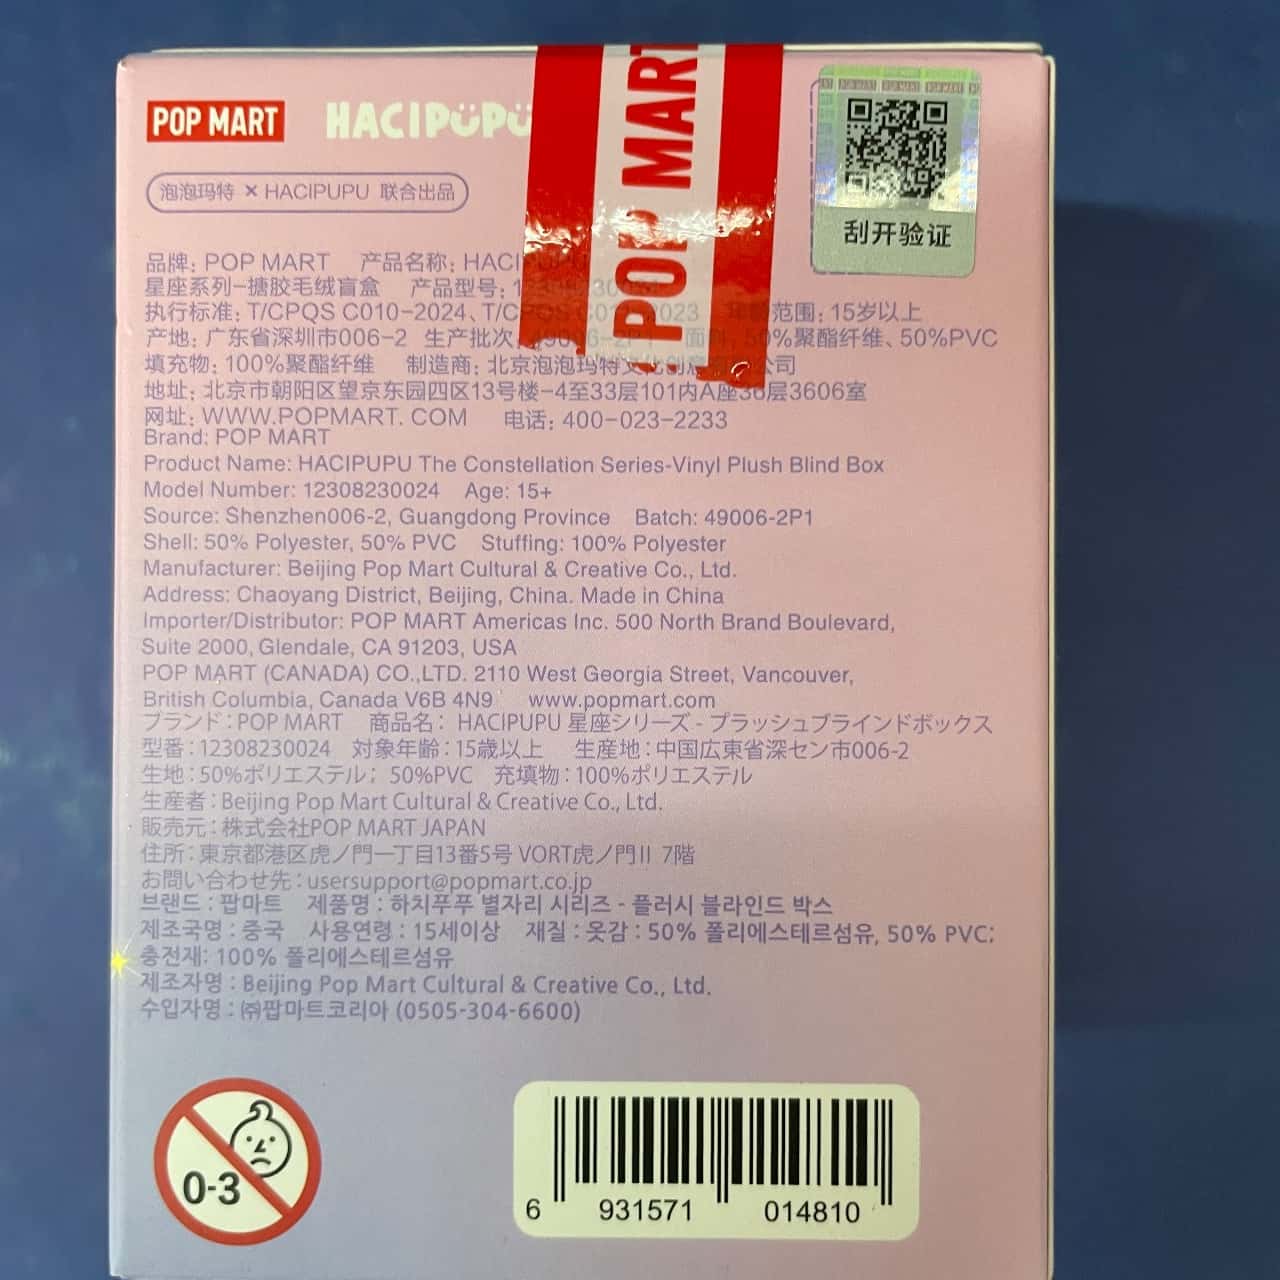 POP MART HACIPUPU
POP MART
泡泡玛特 × HACIPUPU 联合出品
刮开验证
品牌: POP MART 产品名称: HACIPUPU
星座系列-搪胶毛绒盲盒 产品型号:
执行标准: T/CPQS C010-2024、T/CPQS 2023 年龄范围: 15岁以上
产地: 广东省深圳市006-2 生产批次: 49006-2P1 面料: 50%聚酯纤维、50%PVC
填充物: 100%聚酯纤维 制造商: 北京泡泡玛特文化创意有限公司
地址: 北京市朝阳区望京东园四区13号楼-4至33层101内A座36层3606室
网址: WWW.POPMART. COM 电话: 400-023-2233
Brand: POP MART
Product Name: HACIPUPU The Constellation Series-Vinyl Plush Blind Box
Model Number: 12308230024 Age: 15+
Source: Shenzhen006-2, Guangdong Province Batch: 49006-2P1
Shell: 50% Polyester, 50% PVC Stuffing: 100% Polyester
Manufacturer: Beijing Pop Mart Cultural & Creative Co., Ltd.
Address: Chaoyang District, Beijing, China. Made in China
Importer/Distributor: POP MART Americas Inc. 500 North Brand Boulevard,
Suite 2000, Glendale, CA 91203, USA
POP MART (CANADA) CO.,LTD. 2110 West Georgia Street, Vancouver,
British Columbia, Canada V6B 4N9 www.popmart.com
ブランド:POP MART 商品名: HACIPUPU 星座シリーズ - プラッシュブラインドボックス
型番:12308230024 対象年齢:15歳以上 生産地:中国広東省深セン市006-2
生地:50%ポリエステル; 50%PVC 充填物:100%ポリエステル
生産者:Beijing Pop Mart Cultural & Creative Co., Ltd.
販売元:株式会社POP MART JAPAN
住所:東京都港区虎ノ門一丁目13番5号 VORT虎ノ門II 7階
お問い合わせ先:usersupport@popmart.co.jp
브랜드 : 팝마트 제품명 : 하치푸푸 별자리 시리즈 - 플러시 블라인드 박스
제조국명 : 중국 사용연령 : 15세이상 재질 : 옷감 : 50% 폴리에스테르섬유, 50% PVC;
충전재: 100% 폴리에스테르섬유
제조자명 : Beijing Pop Mart Cultural & Creative Co., Ltd.
수입자명 : ㈜팝마트코리아 (0505-304-6600)
0-3
6 931571 014810